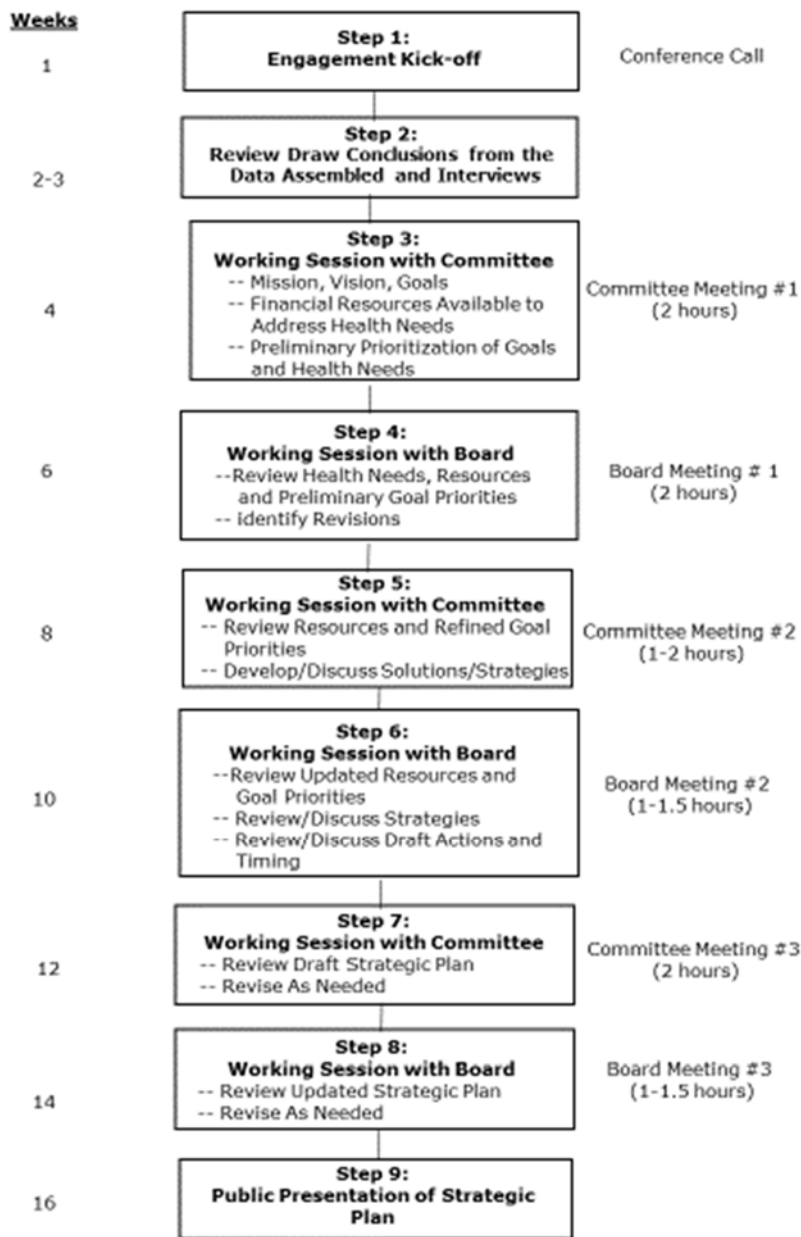 Weeks
1
Step 1:
Engagement Kick-off
Conference Call
2-3
Step 2:
Review Draw Conclusions from the
Data Assembled and Interviews
4
Step 3:
Working Session with Committee
-- Mission, Vision, Goals
-- Financial Resources Available to
Address Health Needs
-- Preliminary Prioritization of Goals
and Health Needs
Committee Meeting #1
(2 hours)
6
Step 4:
Working Session with Board
--Review Health Needs, Resources
and Preliminary Goal Priorities
-- identify Revisions
Board Meeting # 1
(2 hours)
8
Step 5:
Working Session with Committee
-- Review Resources and Refined Goal
Priorities
-- Develop/Discuss Solutions/Strategies
Committee Meeting #2
(1-2 hours)
10
Step 6:
Working Session with Board
--Review Updated Resources and
Goal Priorities
-- Review/Discuss Strategies
-- Review/Discuss Draft Actions and
Timing
Board Meeting #2
(1-1.5 hours)
12
Step 7:
Working Session with Committee
-- Review Draft Strategic Plan
-- Revise As Needed
Committee Meeting #3
(2 hours)
14
Step 8:
Working Session with Board
-- Review Updated Strategic Plan
-- Revise As Needed
Board Meeting #3
(1-1.5 hours)
16
Step 9:
Public Presentation of Strategic
Plan